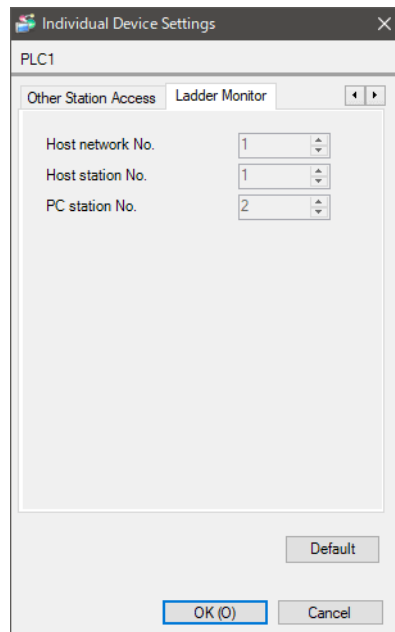 Individual Device Settings
PLC1
Other Station Access Ladder Monitor
Host network No. 1
Host station No. 1
PC station No. 2
Default
OK (O) Cancel